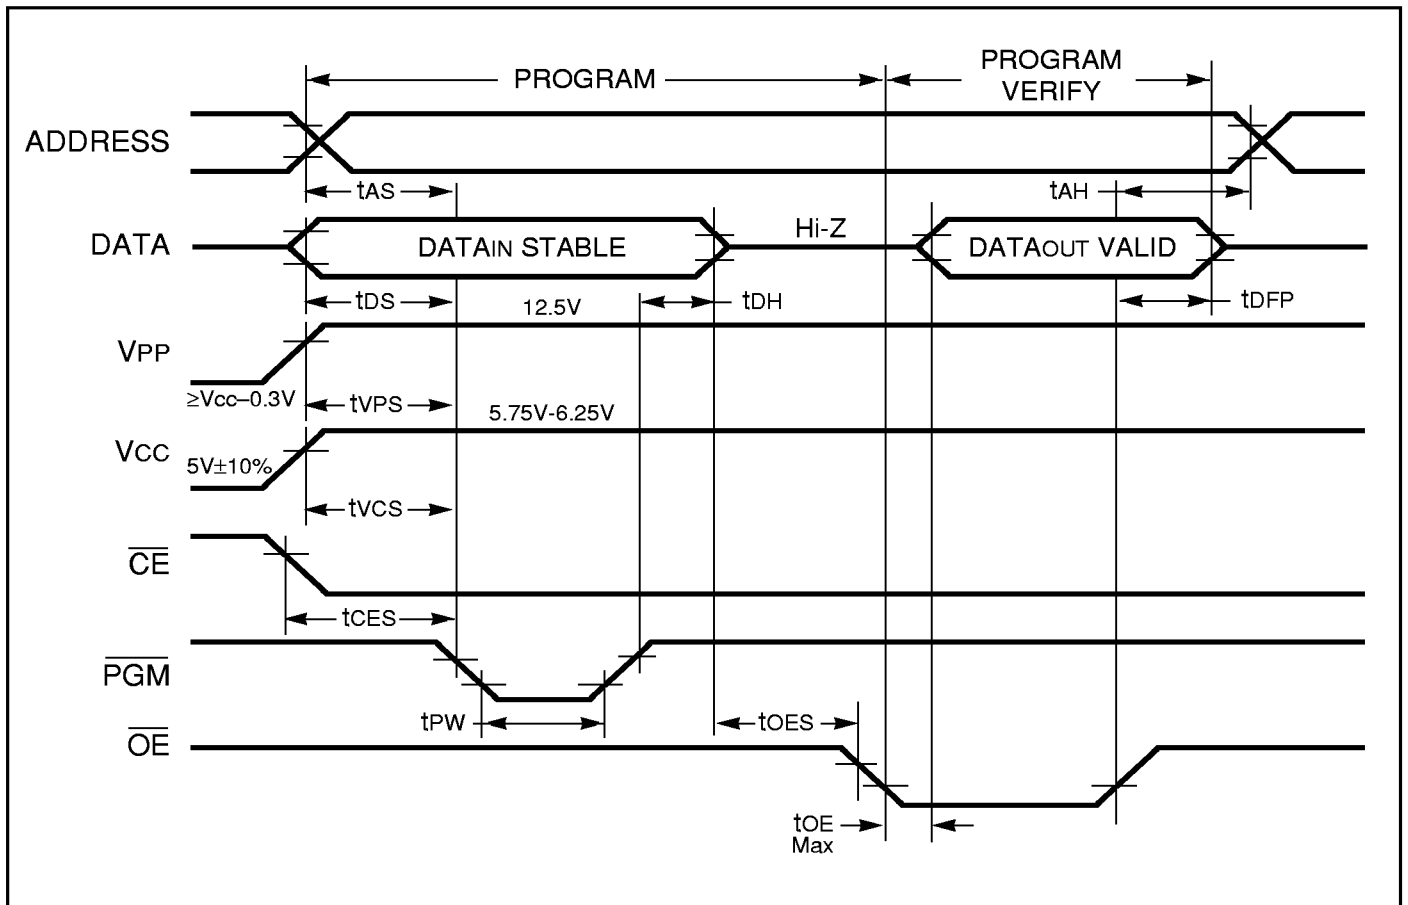 PROGRAM
PROGRAM
VERIFY
ADDRESS
tAS
tAH
DATA
DATAIN STABLE
Hi-Z
DATAOUT VALID
tDS
12.5V
tDH
tDFP
VPP
≥Vcc–0.3V
tVPS
5.75V-6.25V
VCC
5V±10%
tVCS
CE
tCES
PGM
tPW
tOES
OE
tOE
Max